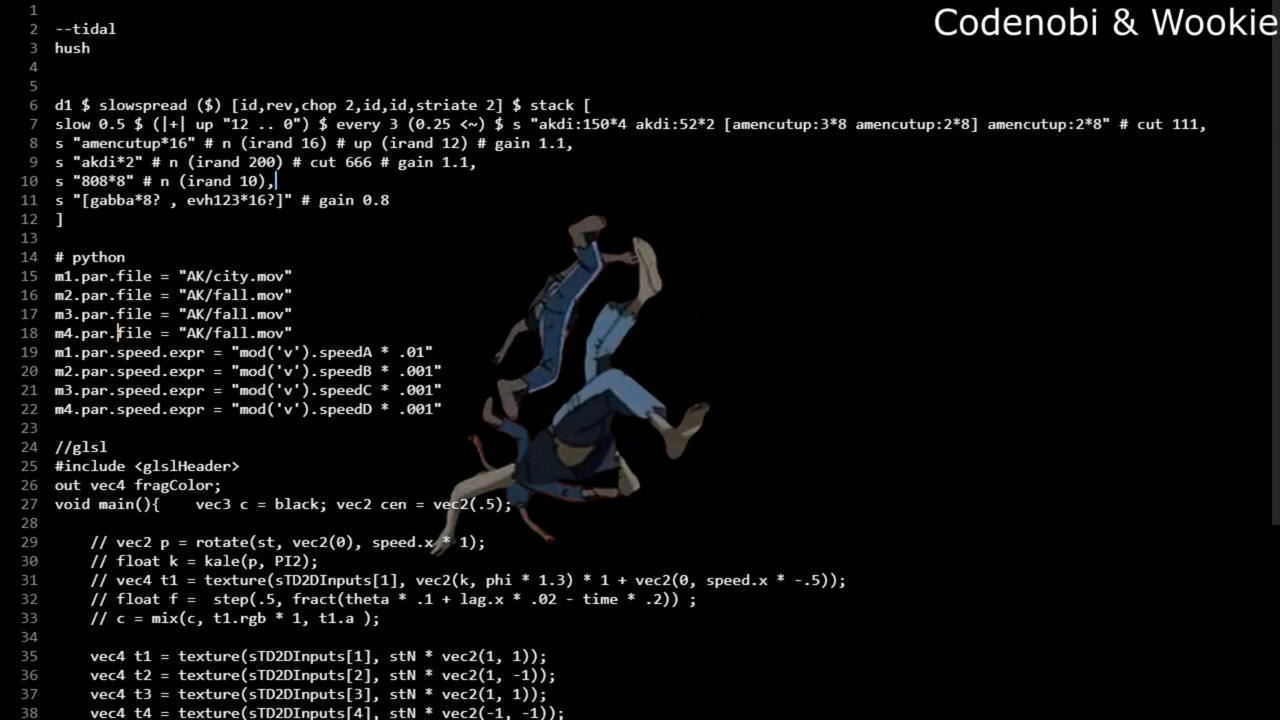 Codenobi & Wookie
1
2 --tidal
3 hush
4
5
6 d1 $ slowspread ($) [id,rev,chop 2,id,id,striate 2] $ stack [
7 slow 0.5 $ (|+| up "12 .. 0") $ every 3 (0.25 <~) $ s "akdi:150*4 akdi:52*2 [amencutup:3*8 amencutup:2*8] amencutup:2*8" # cut 111,
8 s "amencutup*16" # n (irand 16) # up (irand 12) # gain 1.1,
9 s "akdi*2" # n (irand 200) # cut 666 # gain 1.1,
10 s "808*8" # n (irand 10),
11 s "[gabba*8? , evh123*16?]" # gain 0.8
12 ]
13
14 # python
15 m1.par.file = "AK/city.mov"
16 m2.par.file = "AK/fall.mov"
17 m3.par.file = "AK/fall.mov"
18 m4.par.file = "AK/fall.mov"
19 m1.par.speed.expr = "mod('v').speedA * .01"
20 m2.par.speed.expr = "mod('v').speedB * .001"
21 m3.par.speed.expr = "mod('v').speedC * .001"
22 m4.par.speed.expr = "mod('v').speedD * .001"
23
24 //glsl
25 #include <glslHeader>
26 out vec4 fragColor;
27 void main(){    vec3 c = black; vec2 cen = vec2(.5);
28
29     // vec2 p = rotate(st, vec2(0), speed.x * 1);
30     // float k = kale(p, PI2);
31     // vec4 t1 = texture(sTD2DInputs[1], vec2(k, phi * 1.3) * 1 + vec2(0, speed.x * -.5));
32     // float f =  step(.5, fract(theta * .1 + lag.x * .02 - time * .2)) ;
33     // c = mix(c, t1.rgb * 1, t1.a );
34
35     vec4 t1 = texture(sTD2DInputs[1], stN * vec2(1, 1));
36     vec4 t2 = texture(sTD2DInputs[2], stN * vec2(1, -1));
37     vec4 t3 = texture(sTD2DInputs[3], stN * vec2(1, 1));
38     vec4 t4 = texture(sTD2DInputs[4], stN * vec2(-1, -1));